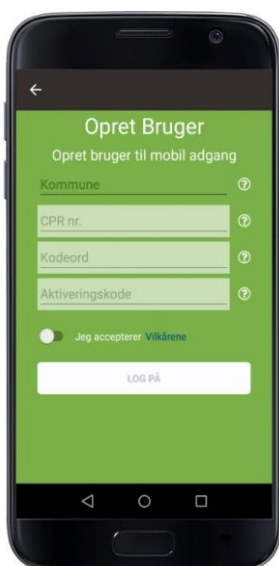 Opret Bruger
Opret bruger til mobil adgang
Kommune
CPR nr.
Kodeord
Aktiveringskode
Jeg accepterer Vilkårene
LOG PÅ